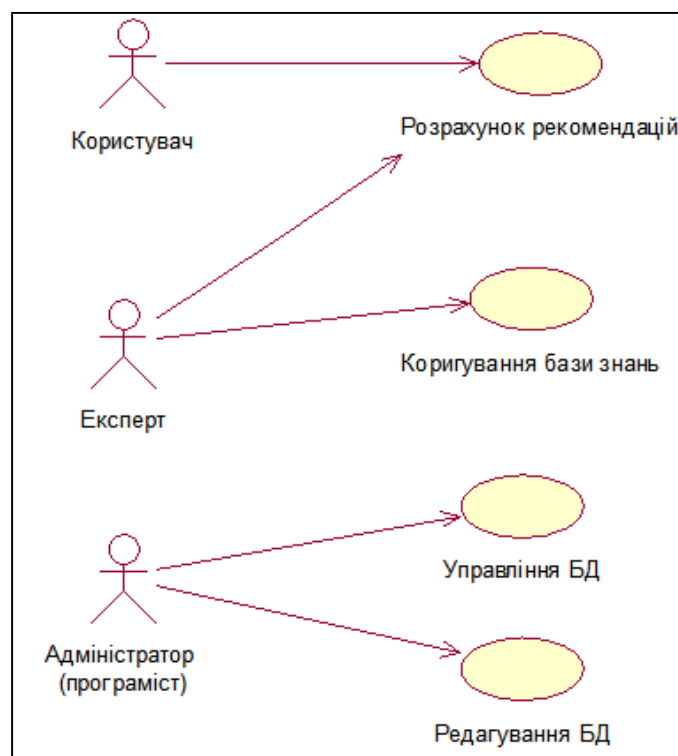 Користувач
Розрахунок рекомендацій
Експерт
Коригування бази знань
Адміністратор
(програміст)
Управління БД
Редагування БД